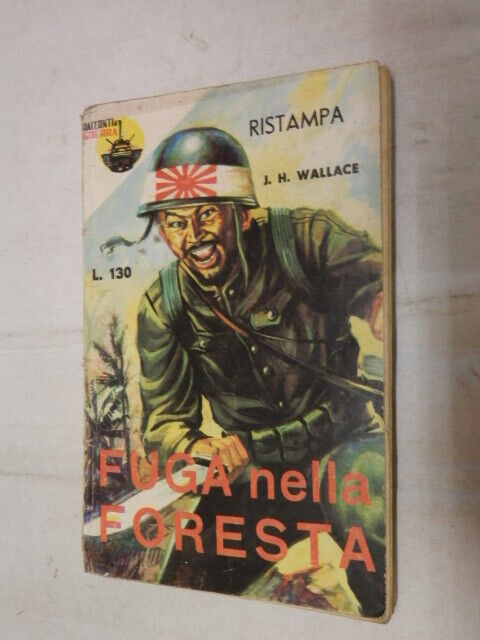 RACCONTI di
GUERRA
RISTAMPA
J. H. WALLACE
L. 130
FUGA nella
FORESTA